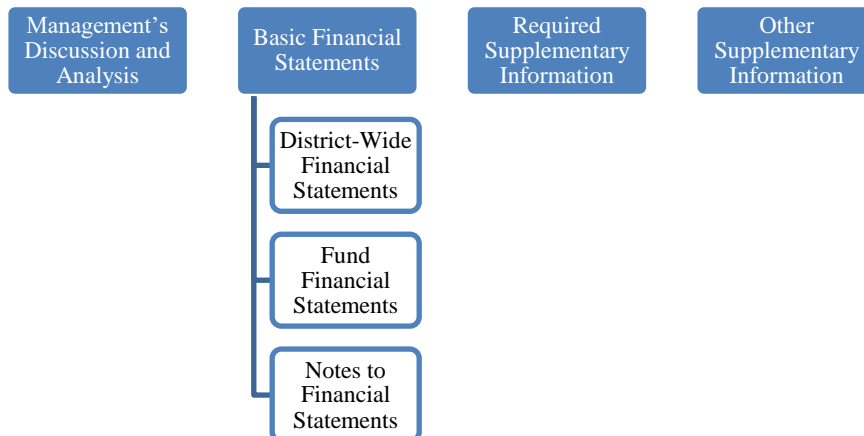 Management’s
Discussion and
Analysis
Basic Financial
Statements
Required
Supplementary
Information
Other
Supplementary
Information
District-Wide
Financial
Statements
Fund
Financial
Statements
Notes to
Financial
Statements